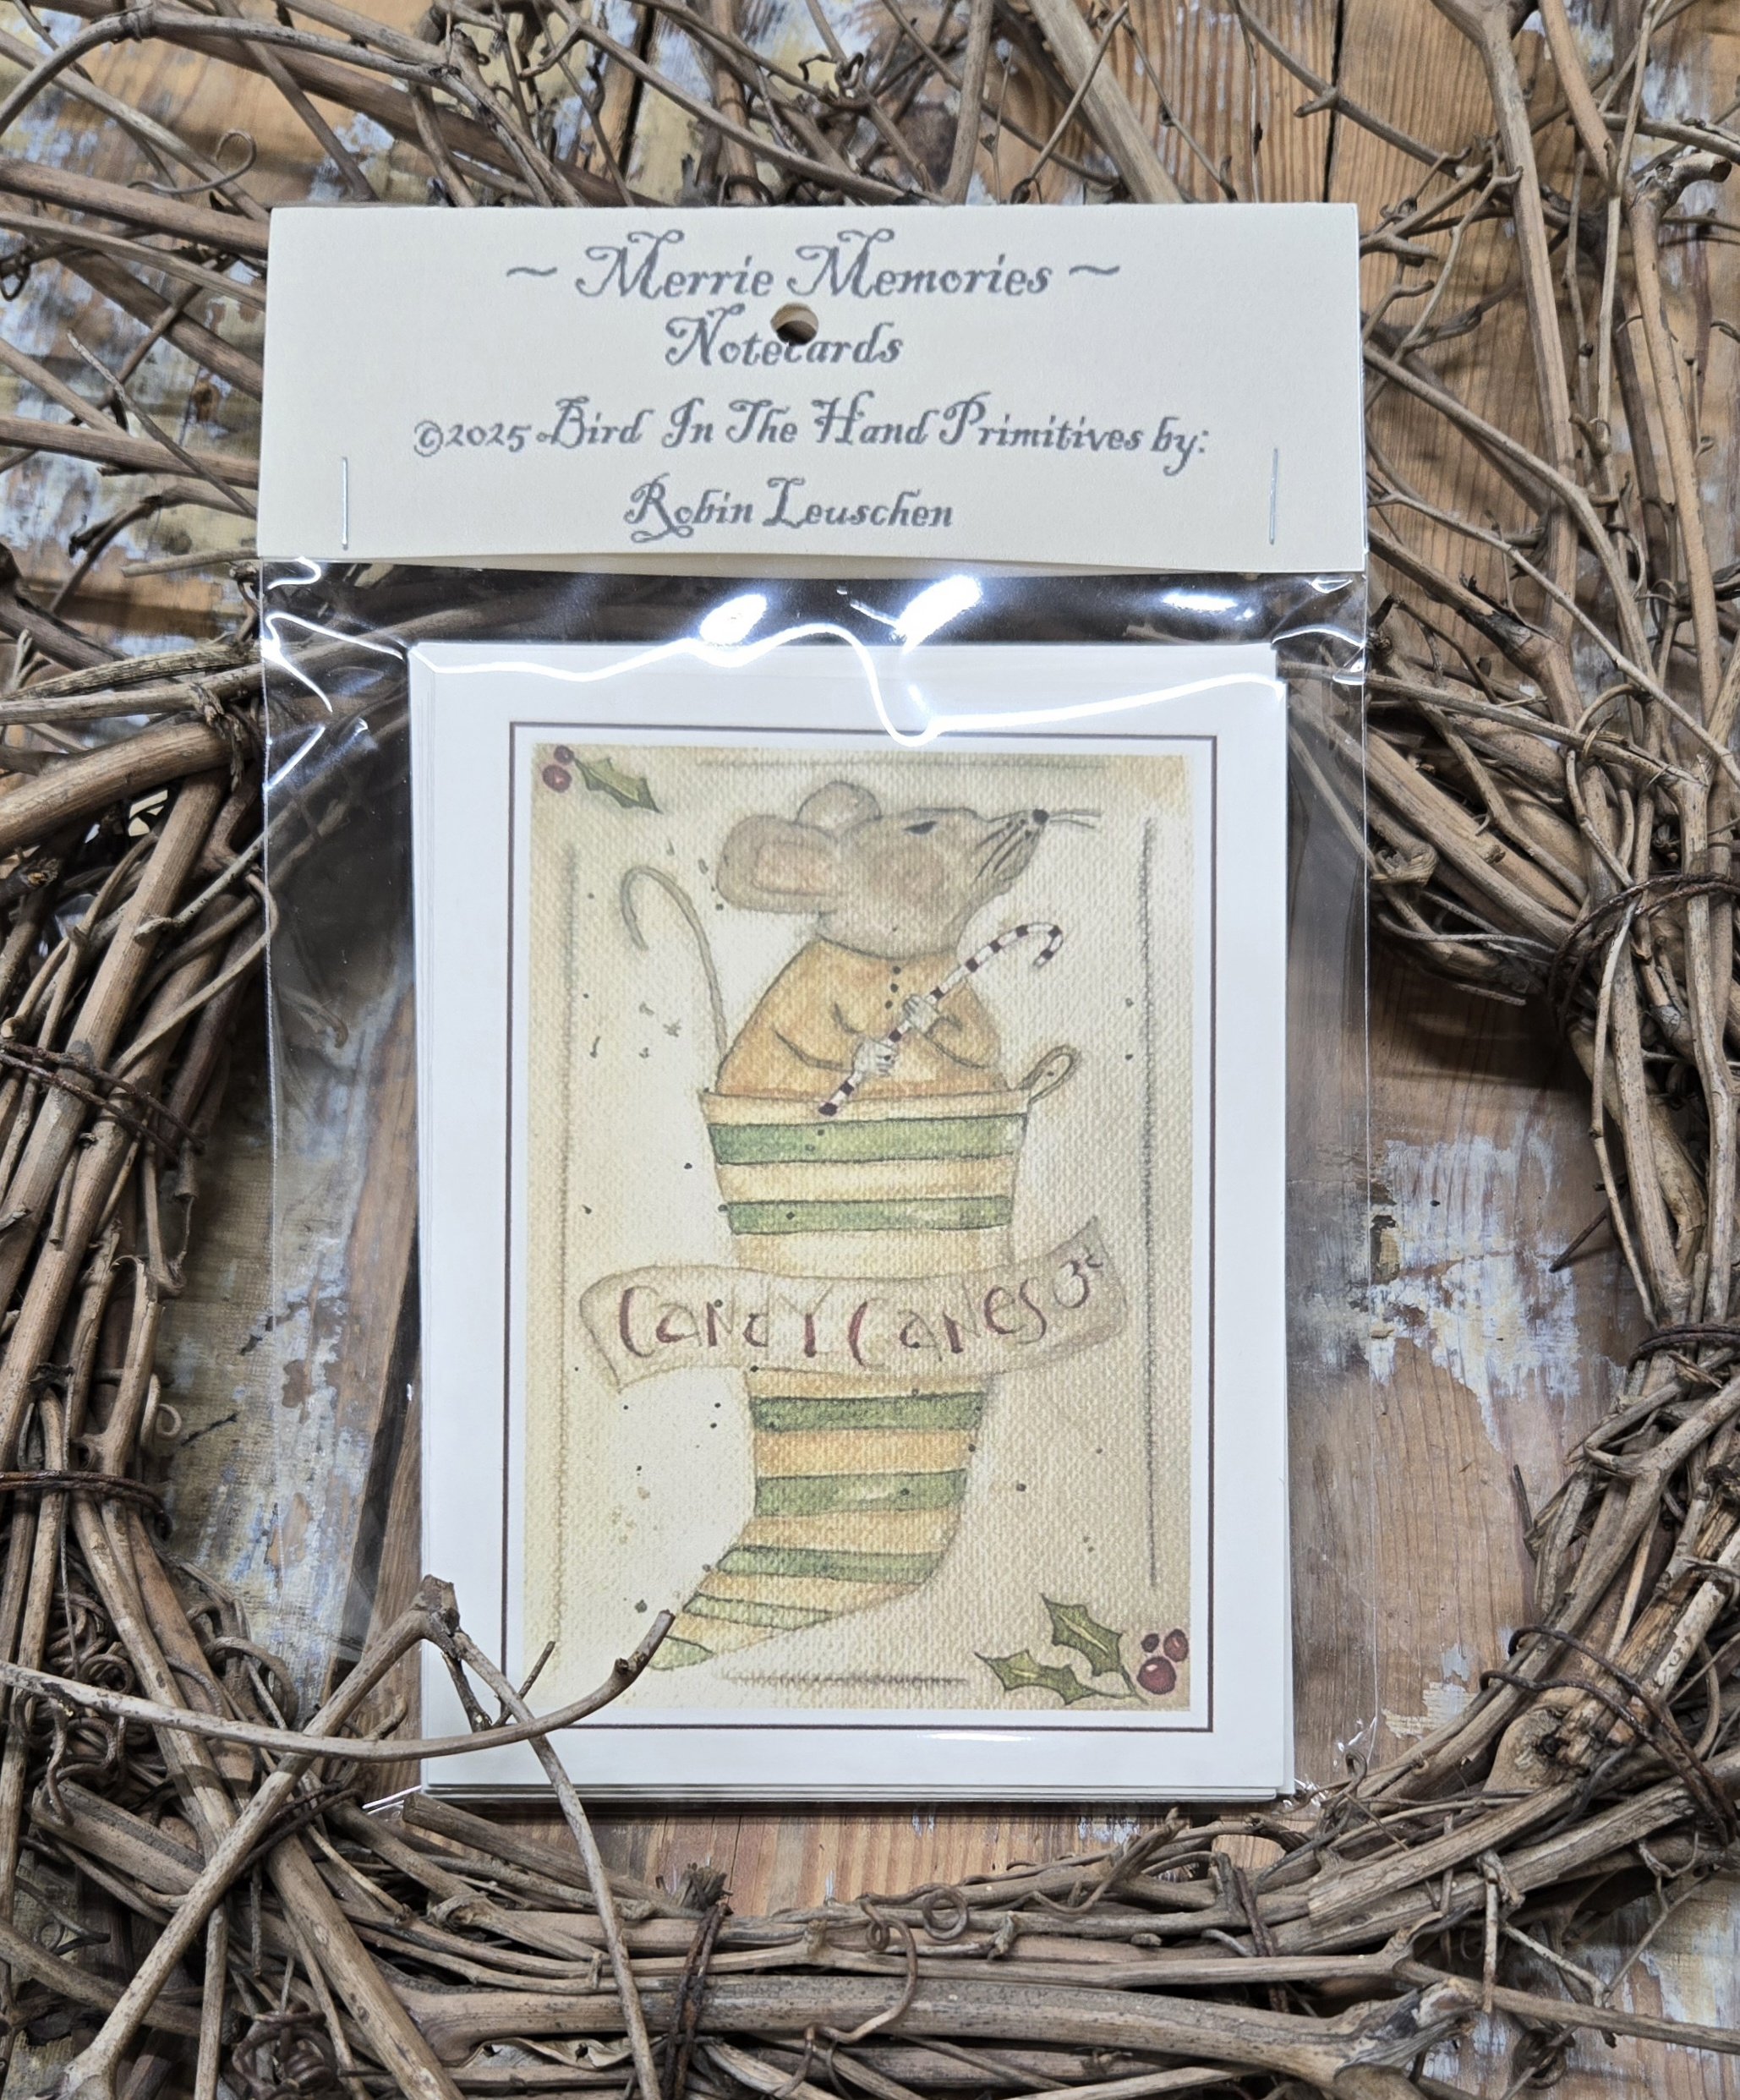 ~ Merrie Memories ~
Notecards
©2025 Bird In The Hand Primitives by:
Robin Leuschen
Candy Canes 3¢